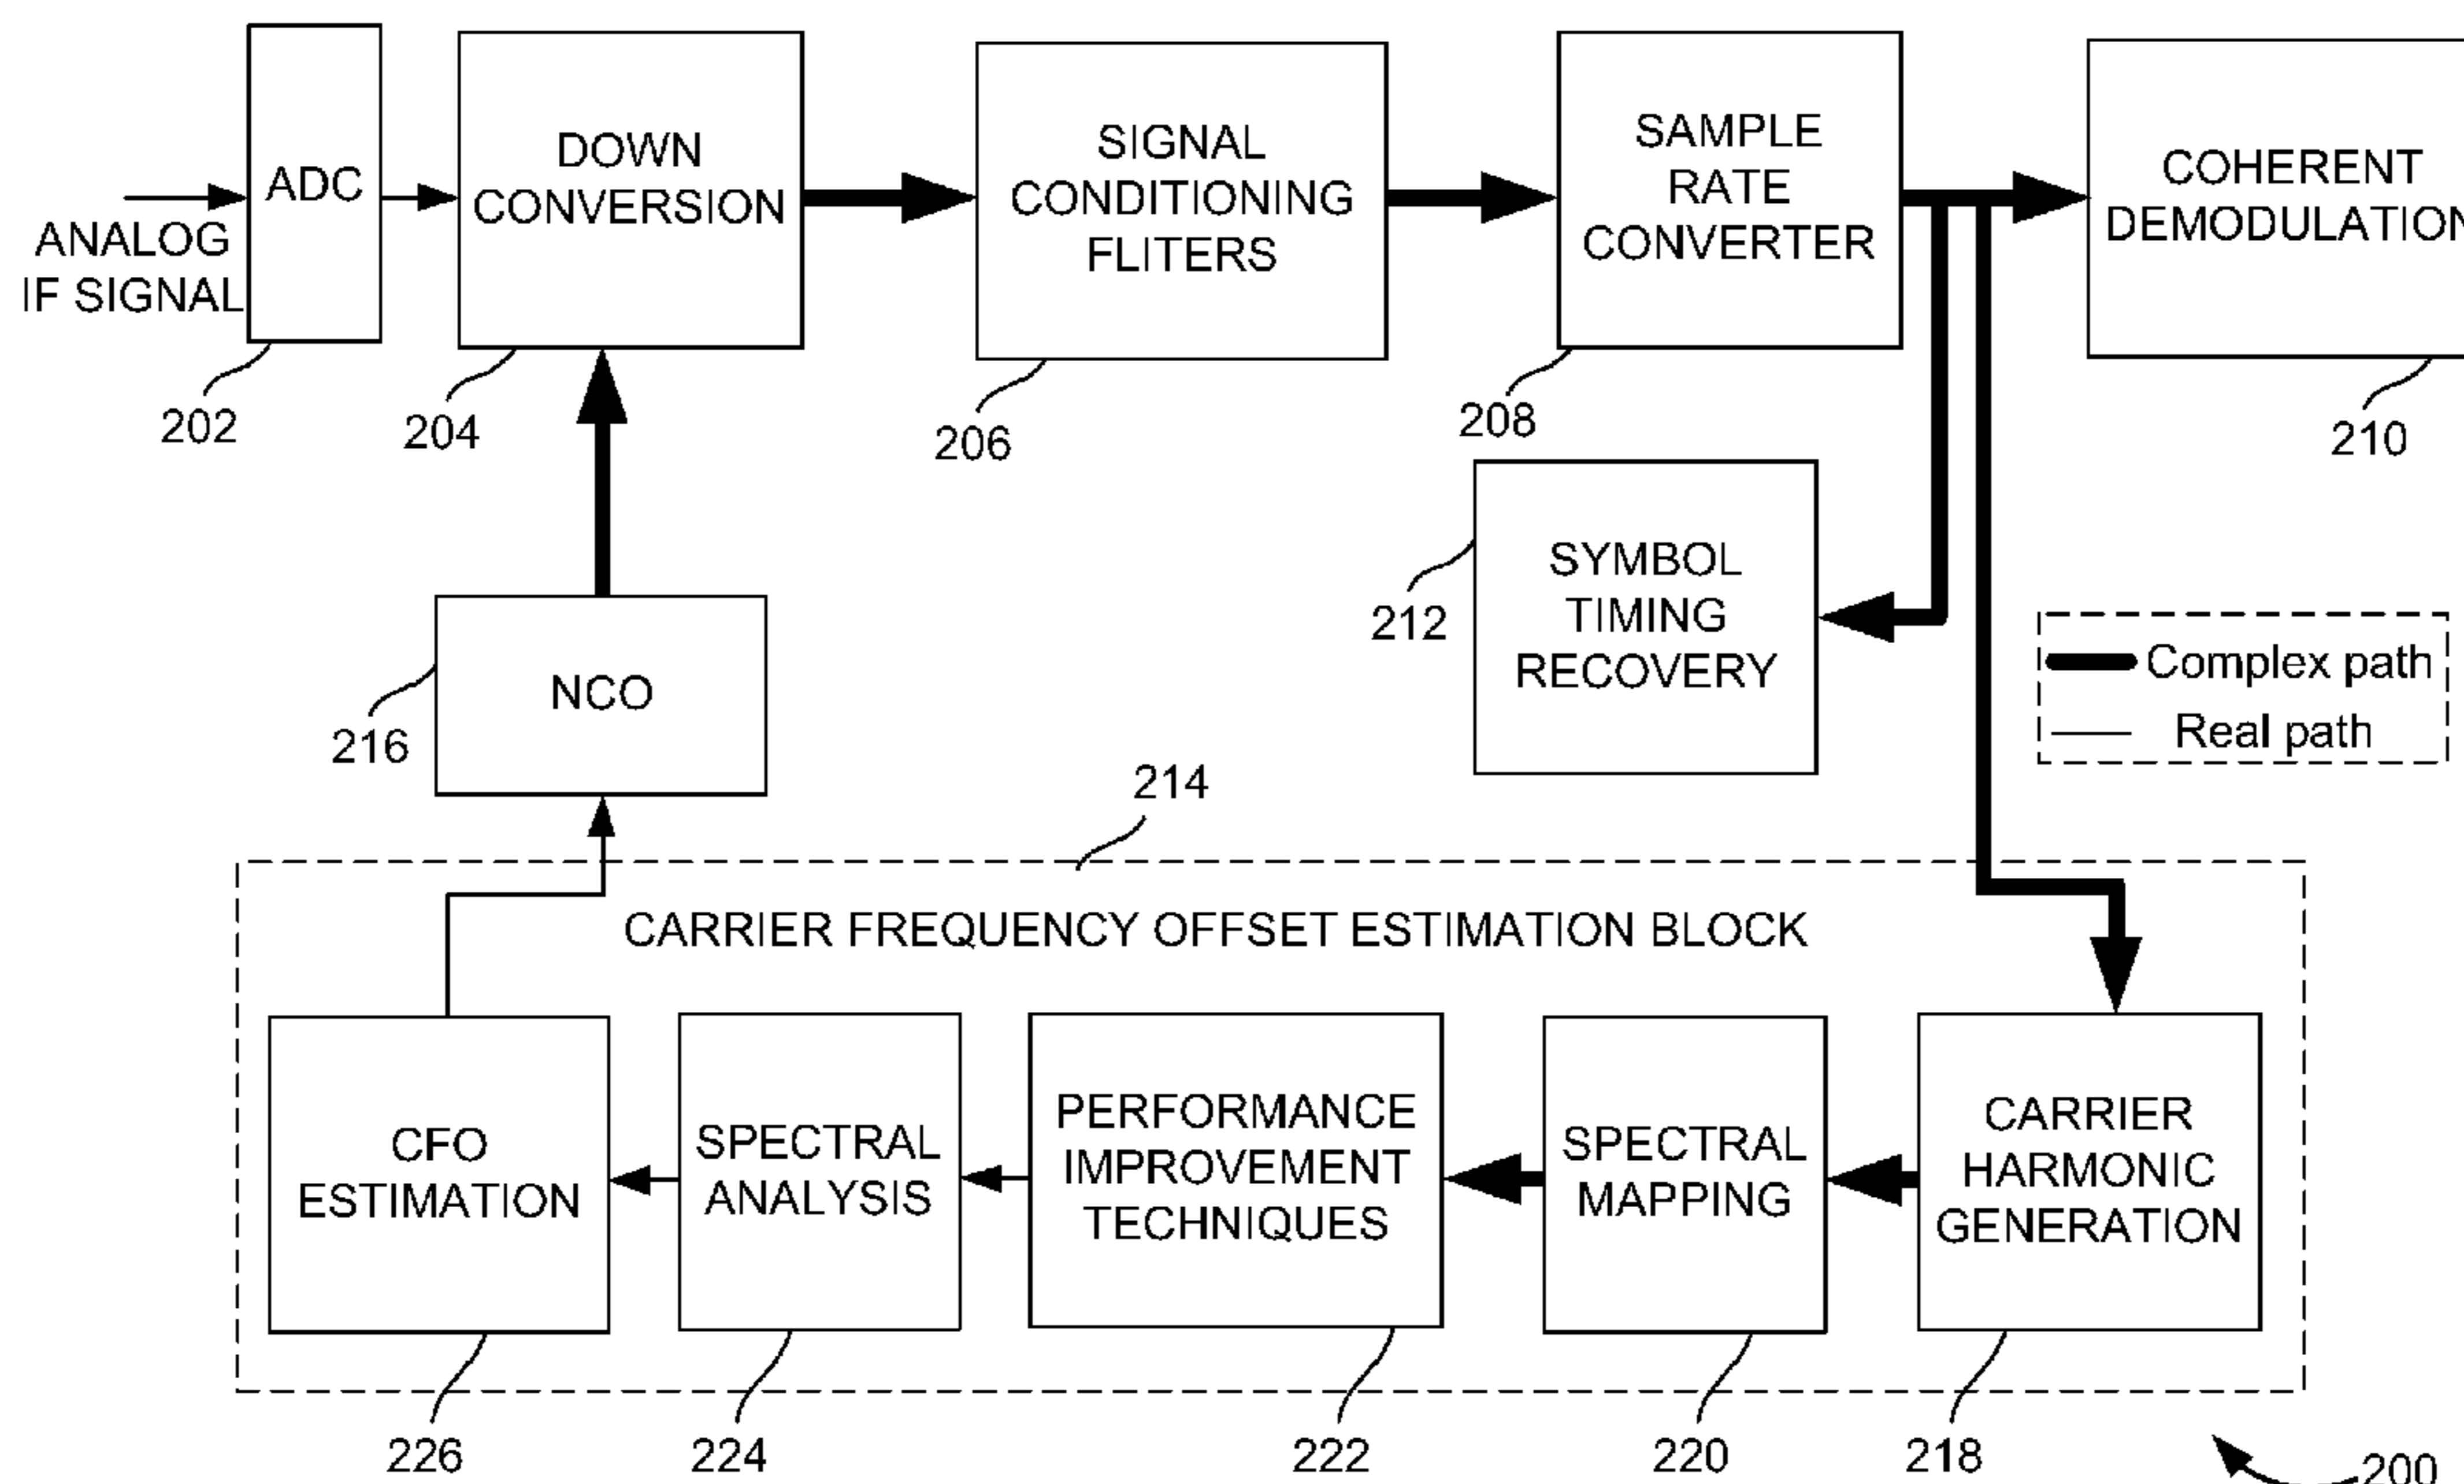 ANALOG
IF SIGNAL
ADC
DOWN
CONVERSION
SIGNAL
CONDITIONING
FLITERS
SAMPLE
RATE
CONVERTER
COHERENT
DEMODULATION
202
204
206
208
210
SYMBOL
TIMING
RECOVERY
212
NCO
216
Complex path
Real path
214
CARRIER FREQUENCY OFFSET ESTIMATION BLOCK
CFO
ESTIMATION
SPECTRAL
ANALYSIS
PERFORMANCE
IMPROVEMENT
TECHNIQUES
SPECTRAL
MAPPING
CARRIER
HARMONIC
GENERATION
226
224
222
220
218
200